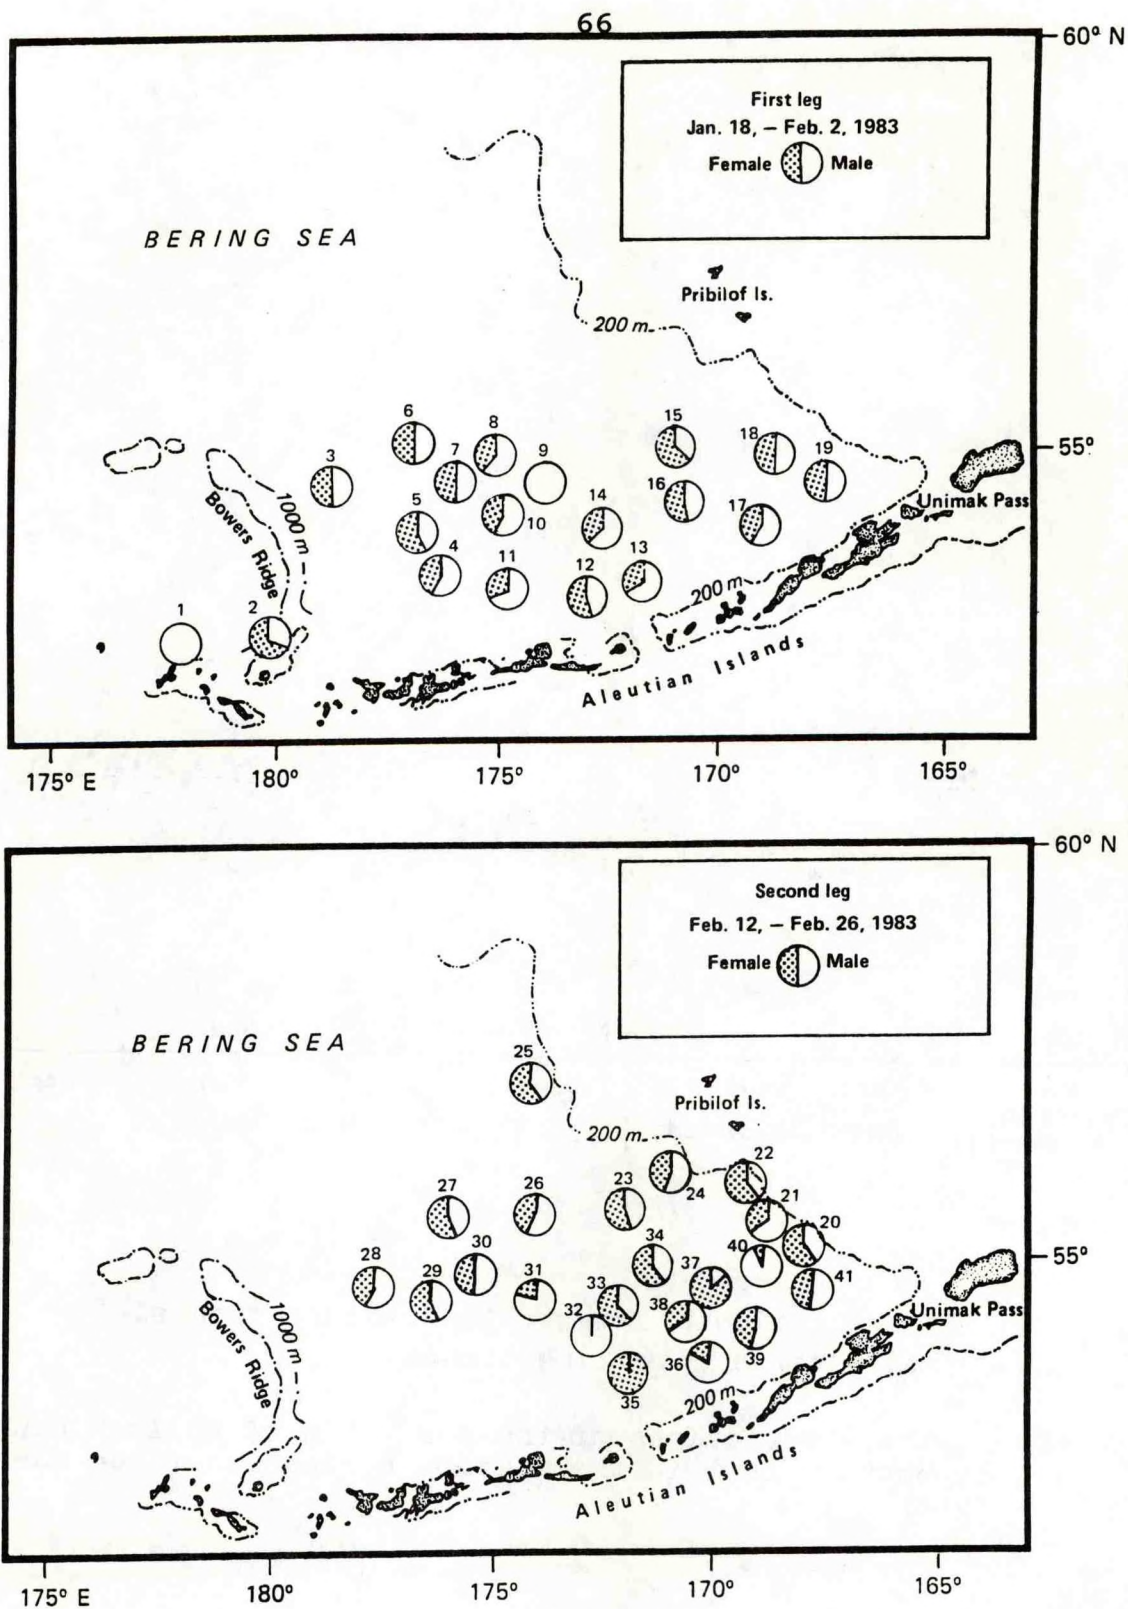 66
60° N
First leg
Jan. 18, – Feb. 2, 1983
Female Male
BERING SEA
Pribilof Is.
200 m.
15
6
8
18
55°
3
7
9
19
Unimak Pass
1000 m
16
Bowers Ridge
5
14
17
10
4
11
13
12
200 m
1
2
Aleutian Islands
175° E
180°
175°
170°
165°
60° N
Second leg
Feb. 12, – Feb. 26, 1983
Female Male
BERING SEA
25
Pribilof Is.
200 m.
22
27
26
23
24
21
20
34
40
55°
28
30
37
41
29
31
33
1000 m
32
38
Unimak Pass
Bowers Ridge
36
39
35
200 m
Aleutian Islands
175° E
180°
175°
170°
165°